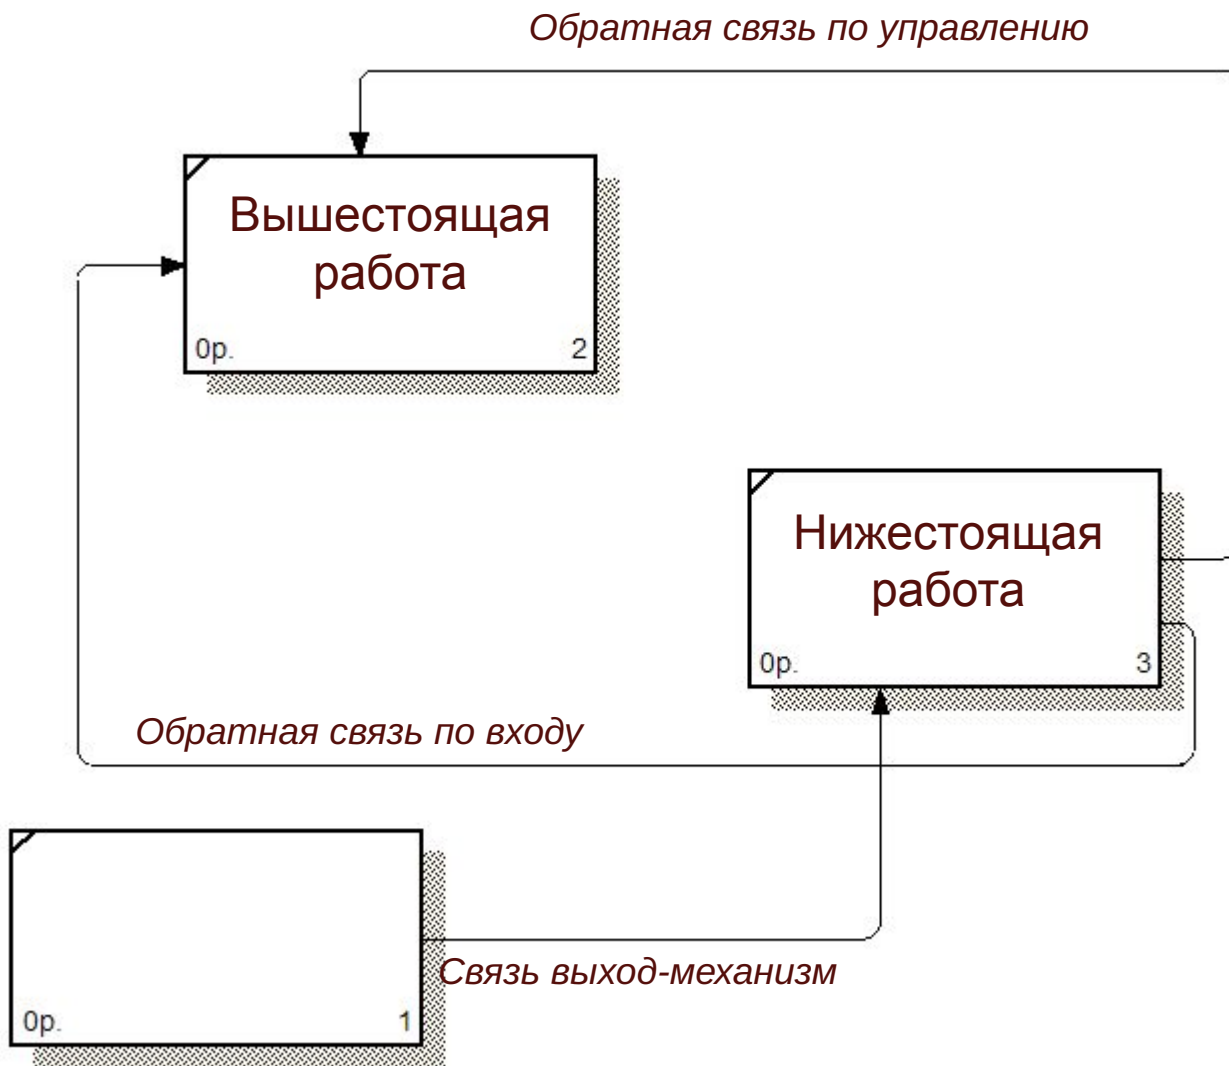 Обратная связь по управлению
Вышестоящая
работа
0р. 2
Нижестоящая
работа
0р. 3
Обратная связь по входу
Связь выход-механизм
0р. 1